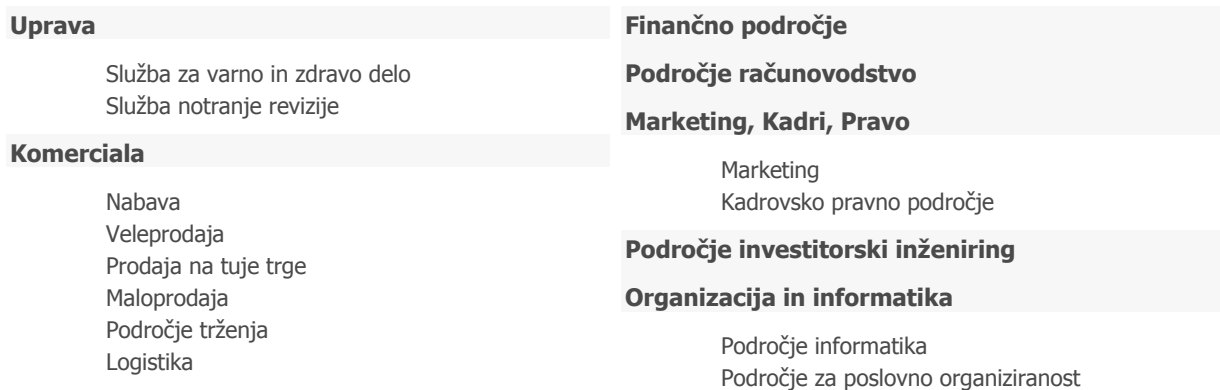 Uprava
Služba za varno in zdravo delo
Služba notranje revizije
Komerciala
Nabava
Veleprodaja
Prodaja na tuje trge
Maloprodaja
Področje trženja
Logistika
Finančno področje
Področje računovodstvo
Marketing, Kadri, Pravo
Marketing
Kadrovsko pravno področje
Področje investitorski inženiring
Organizacija in informatika
Področje informatika
Področje za poslovno organiziranost